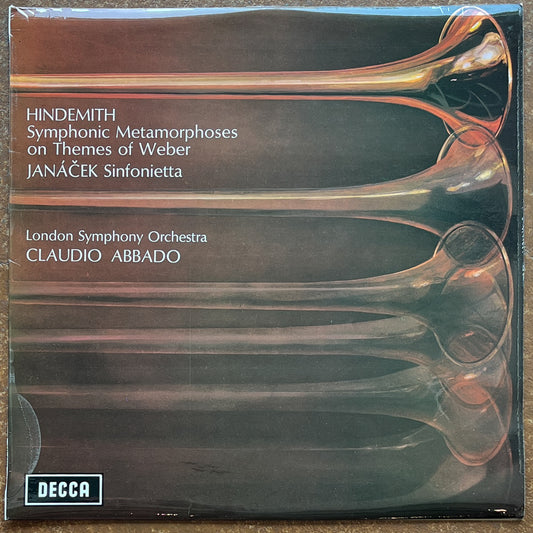 HINDEMITH
Symphonic Metamorphoses
on Themes of Weber
JANÁČEK Sinfonietta
London Symphony Orchestra
CLAUDIO ABBADO
DECCA